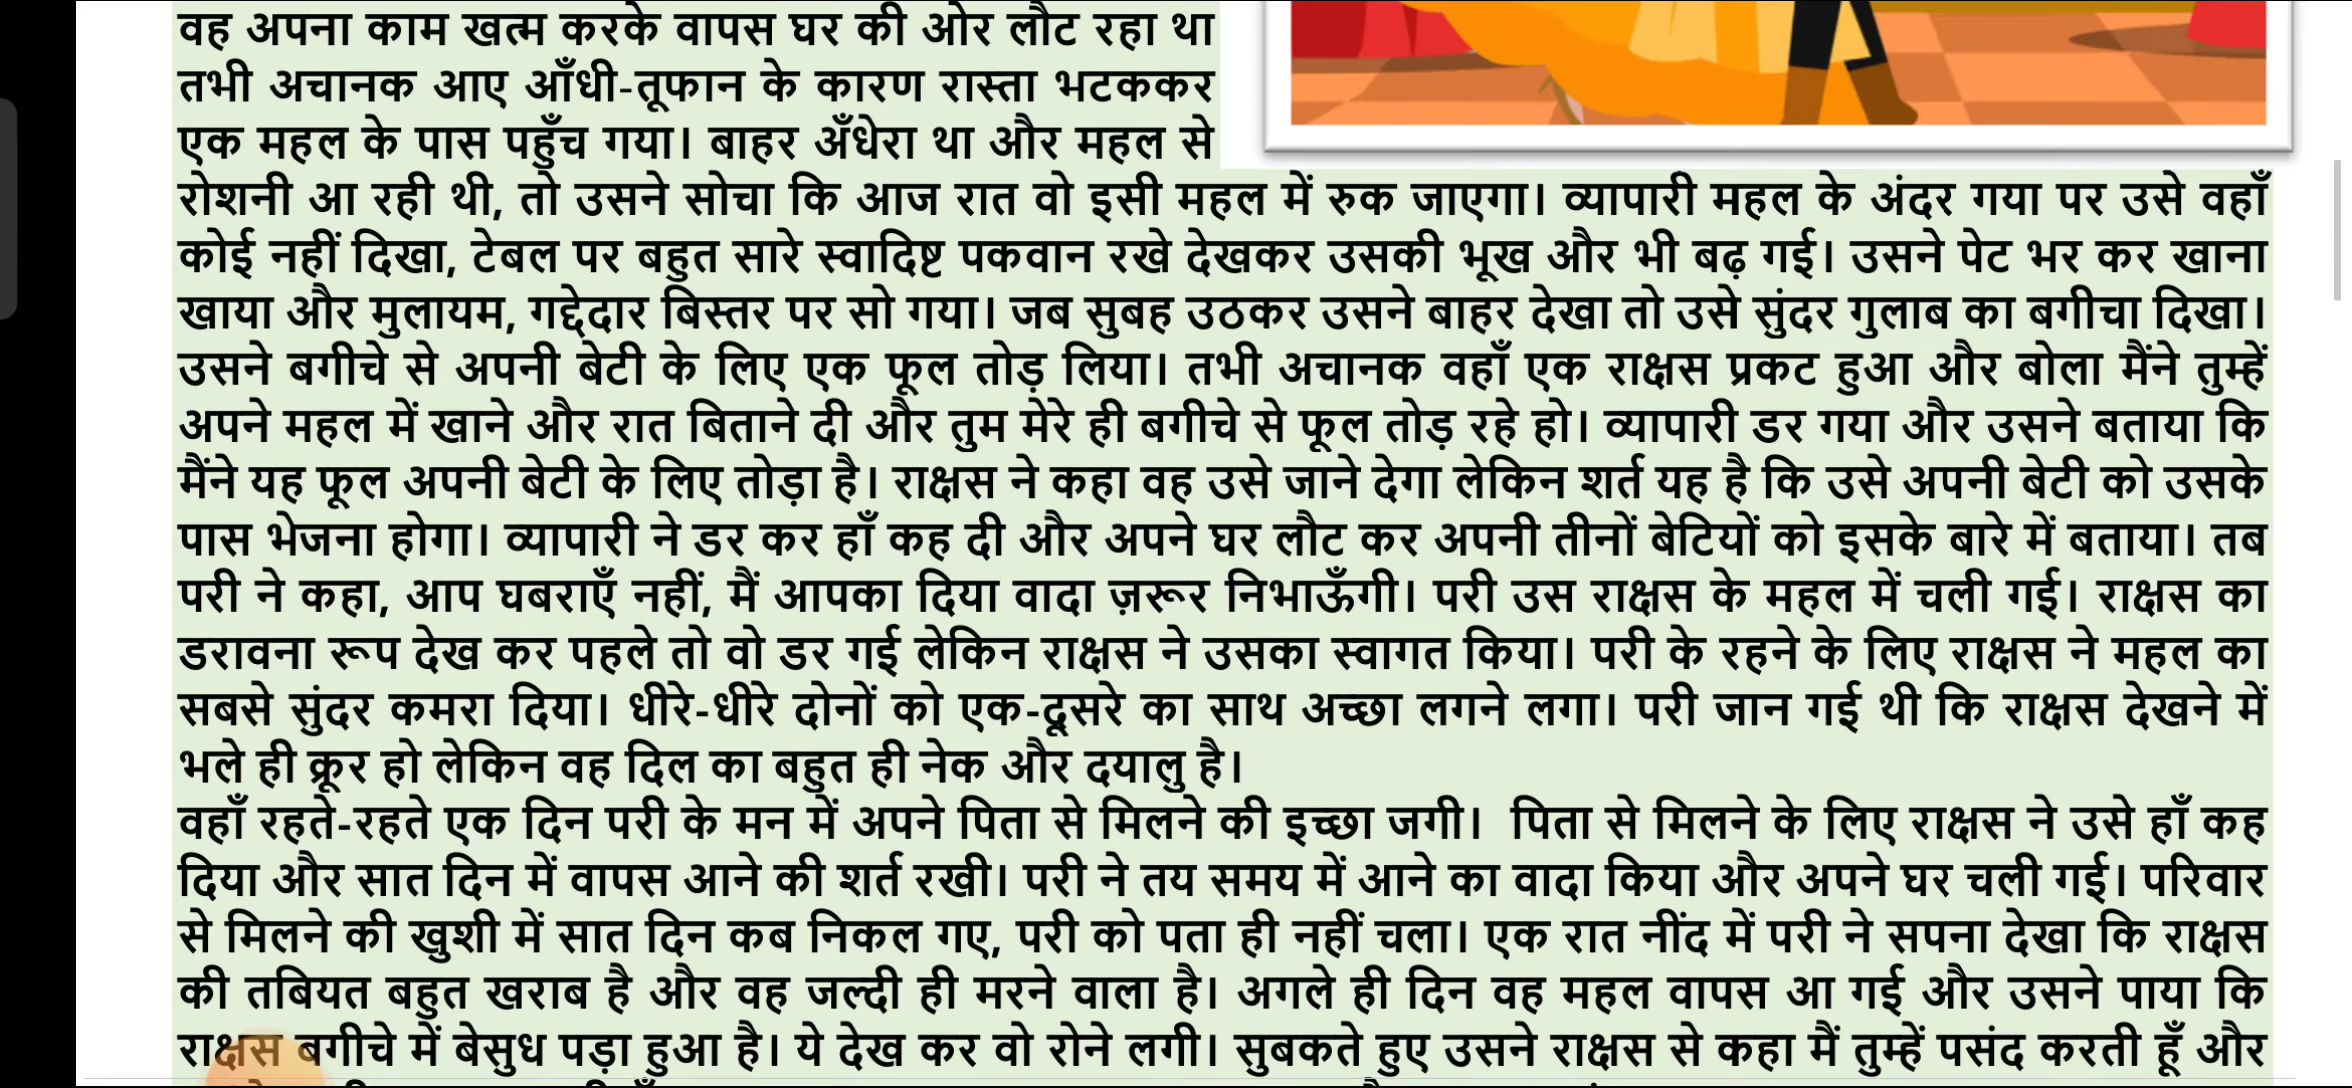 वह अपना काम खत्म करके वापस घर की ओर लौट रहा था
तभी अचानक आए आँधी-तूफान के कारण रास्ता भटककर
एक महल के पास पहुँच गया। बाहर अँधेरा था और महल से
रोशनी आ रही थी, तो उसने सोचा कि आज रात वो इसी महल में रुक जाएगा। व्यापारी महल के अंदर गया पर उसे वहाँ
कोई नहीं दिखा, टेबल पर बहुत सारे स्वादिष्ट पकवान रखे देखकर उसकी भूख और भी बढ़ गई। उसने पेट भर कर खाना
खाया और मुलायम, गद्देदार बिस्तर पर सो गया। जब सुबह उठकर उसने बाहर देखा तो उसे सुंदर गुलाब का बगीचा दिखा।
उसने बगीचे से अपनी बेटी के लिए एक फूल तोड़ लिया। तभी अचानक वहाँ एक राक्षस प्रकट हुआ और बोला मैंने तुम्हें
अपने महल में खाने और रात बिताने दी और तुम मेरे ही बगीचे से फूल तोड़ रहे हो। व्यापारी डर गया और उसने बताया कि
मैंने यह फूल अपनी बेटी के लिए तोड़ा है। राक्षस ने कहा वह उसे जाने देगा लेकिन शर्त यह है कि उसे अपनी बेटी को उसके
पास भेजना होगा। व्यापारी ने डर कर हाँ कह दी और अपने घर लौट कर अपनी तीनों बेटियों को इसके बारे में बताया। तब
परी ने कहा, आप घबराएँ नहीं, मैं आपका दिया वादा ज़रूर निभाऊँगी। परी उस राक्षस के महल में चली गई। राक्षस का
डरावना रूप देख कर पहले तो वो डर गई लेकिन राक्षस ने उसका स्वागत किया। परी के रहने के लिए राक्षस ने महल का
सबसे सुंदर कमरा दिया। धीरे-धीरे दोनों को एक-दूसरे का साथ अच्छा लगने लगा। परी जान गई थी कि राक्षस देखने में
भले ही क्रूर हो लेकिन वह दिल का बहुत ही नेक और दयालु है।
वहाँ रहते-रहते एक दिन परी के मन में अपने पिता से मिलने की इच्छा जगी। पिता से मिलने के लिए राक्षस ने उसे हाँ कह
दिया और सात दिन में वापस आने की शर्त रखी। परी ने तय समय में आने का वादा किया और अपने घर चली गई। परिवार
से मिलने की खुशी में सात दिन कब निकल गए, परी को पता ही नहीं चला। एक रात नींद में परी ने सपना देखा कि राक्षस
की तबियत बहुत खराब है और वह जल्दी ही मरने वाला है। अगले ही दिन वह महल वापस आ गई और उसने पाया कि
राक्षस बगीचे में बेसुध पड़ा हुआ है। ये देख कर वो रोने लगी। सुबकते हुए उसने राक्षस से कहा मैं तुम्हें पसंद करती हूँ और